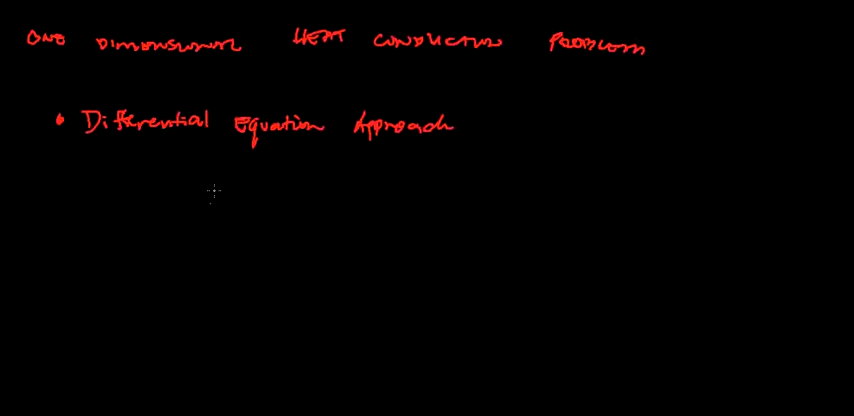 ONE DIMENSIONAL HEAT CONDUCTION PROBLEM
• Differential Equation Approach